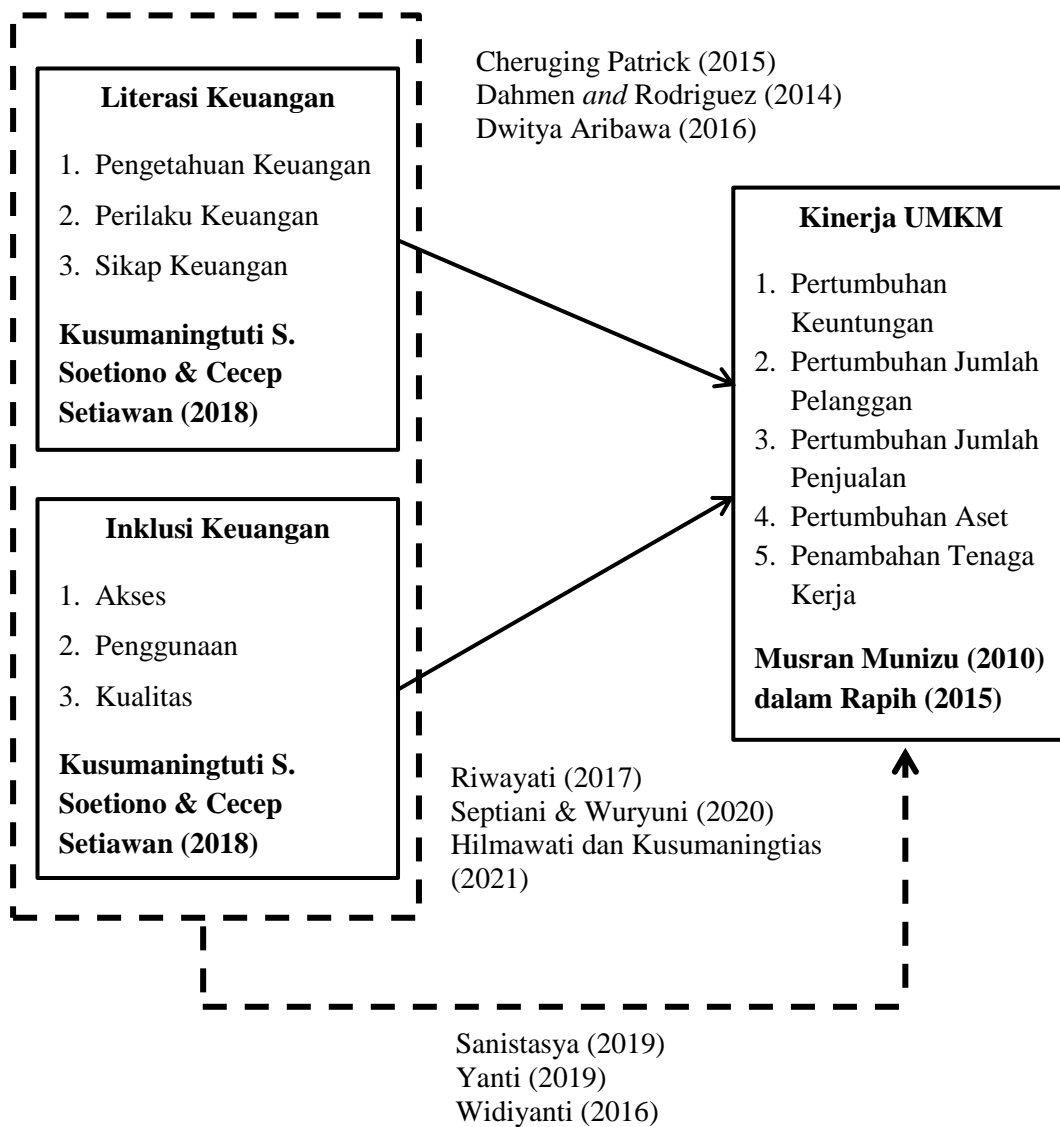 Cheruging Patrick (2015)
Dahmen and Rodriguez (2014)
Dwitya Aribawa (2016)
Literasi Keuangan
1. Pengetahuan Keuangan
2. Perilaku Keuangan
3. Sikap Keuangan
Kusumaningtuti S.
Soetiono & Cecep
Setiawan (2018)
Kinerja UMKM
1. Pertumbuhan
Keuntungan
2. Pertumbuhan Jumlah
Pelanggan
3. Pertumbuhan Jumlah
Penjualan
4. Pertumbuhan Aset
5. Penambahan Tenaga
Kerja
Musran Munizu (2010)
dalam Rapih (2015)
Inklusi Keuangan
1. Akses
2. Penggunaan
3. Kualitas
Kusumaningtuti S.
Soetiono & Cecep
Setiawan (2018)
Riwayati (2017)
Septiani & Wuryuni (2020)
Hilmawati dan Kusumaningtias
(2021)
Sanistasya (2019)
Yanti (2019)
Widiyanti (2016)